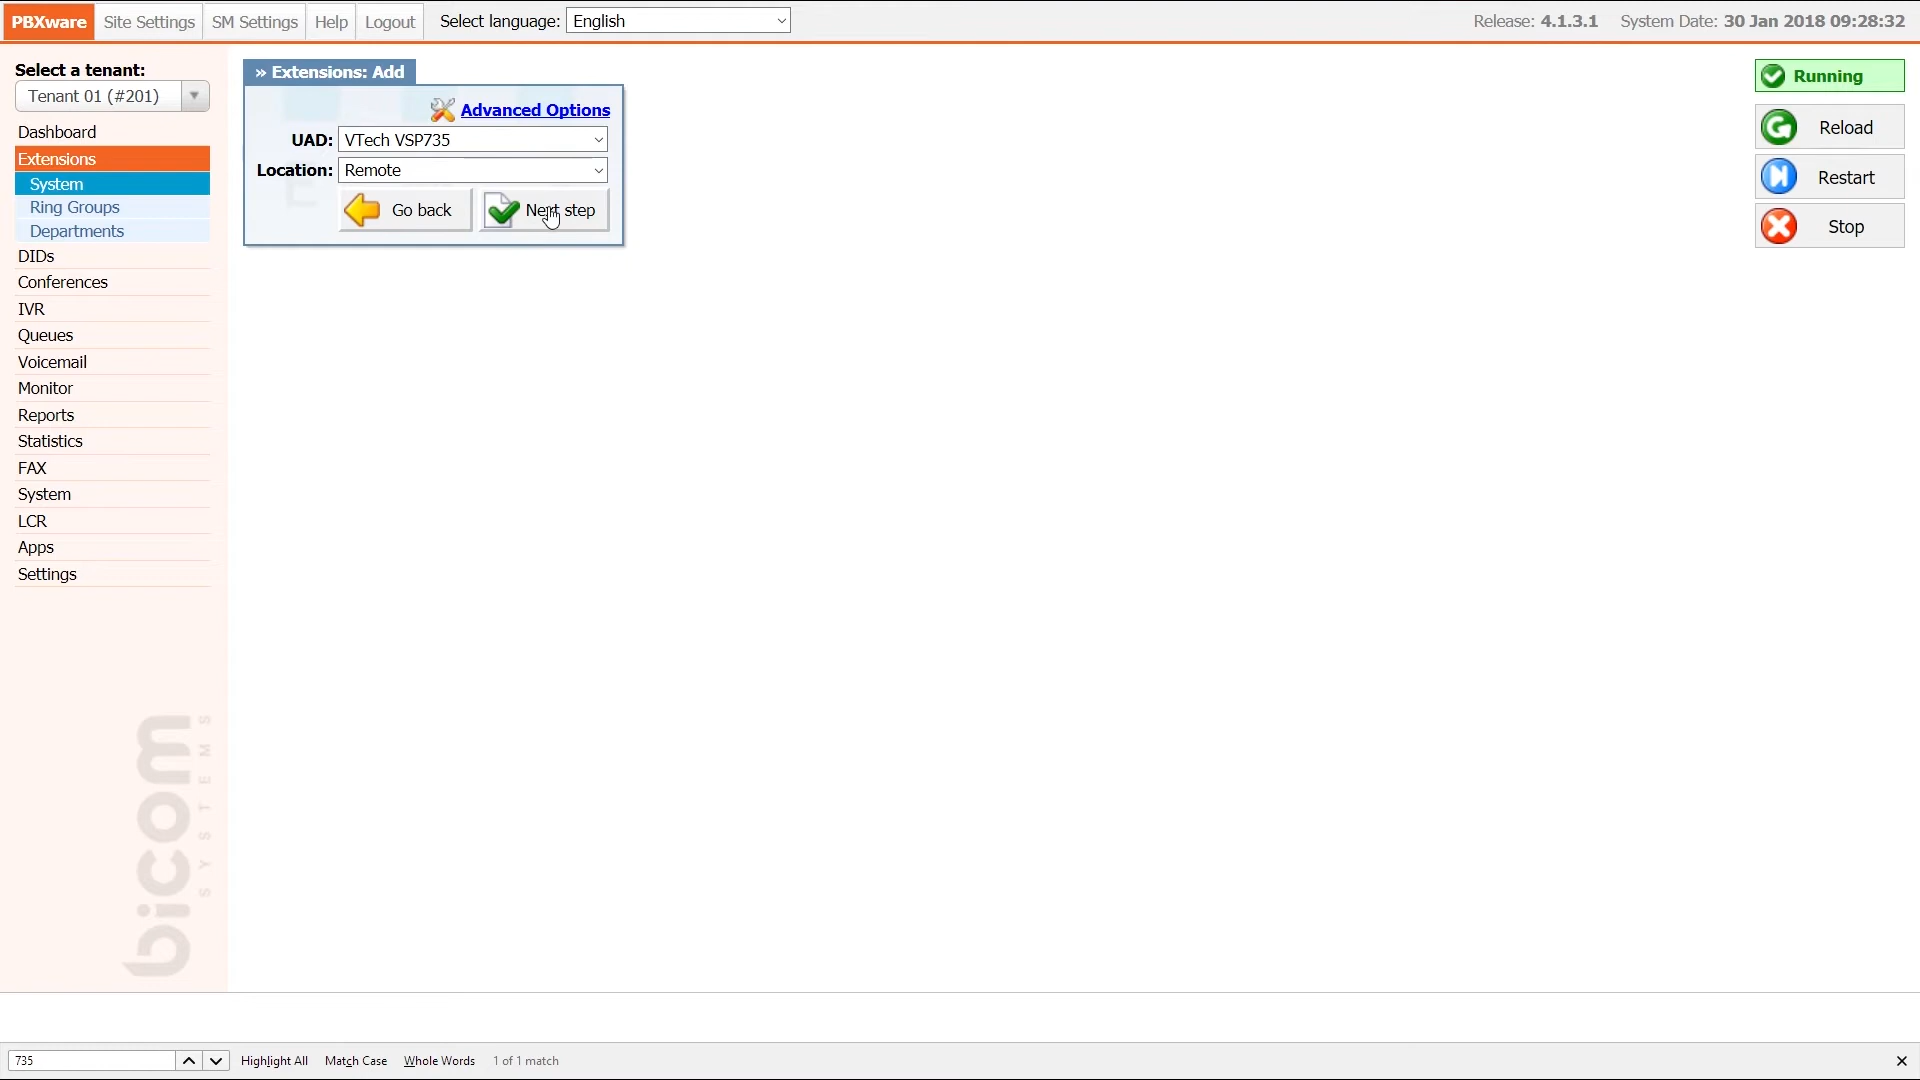 PBXware Site Settings SM Settings Help Logout Select language: English Release: 4.1.3.1 System Date: 30 Jan 2018 09:28:32
Select a tenant:
Tenant 01 (#201)
Dashboard
Extensions
System
Ring Groups
Departments
DIDs
Conferences
IVR
Queues
Voicemail
Monitor
Reports
Statistics
FAX
System
LCR
Apps
Settings
bicom
SYSTEMS
» Extensions: Add
Advanced Options
UAD: VTech VSP735
Location: Remote
Go back Next step
Running
Reload
Restart
Stop
735 Highlight All Match Case Whole Words 1 of 1 match